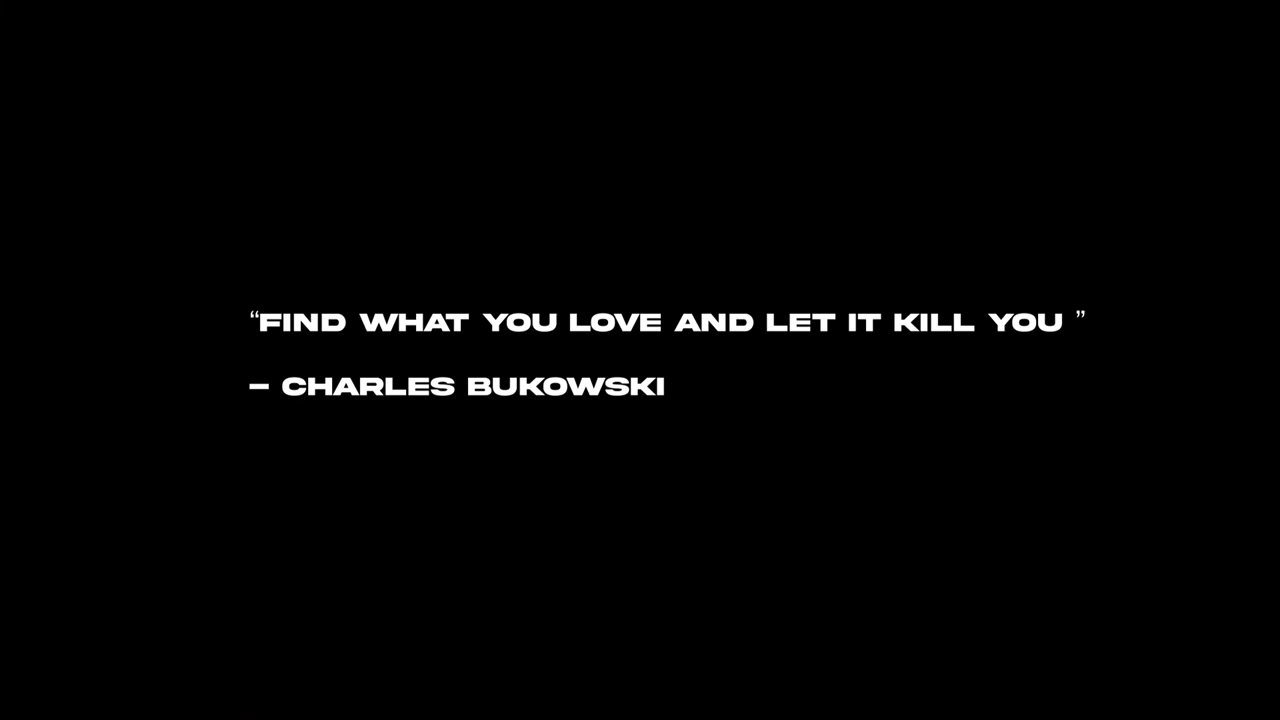 “FIND WHAT YOU LOVE AND LET IT KILL YOU ”
– CHARLES BUKOWSKI